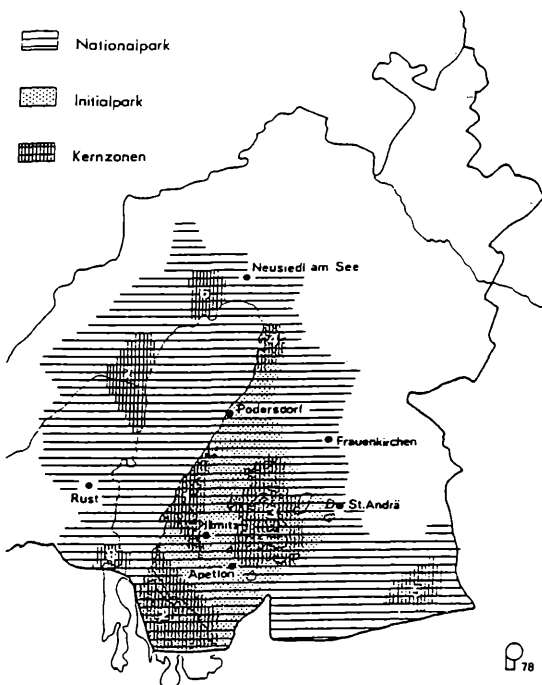 Nationalpark
Initialpark
Kernzonen
Neusiedl am See
Podersdorf
Frauenkirchen
Rust
St.Andrä
Illmitz
Apetlon
78